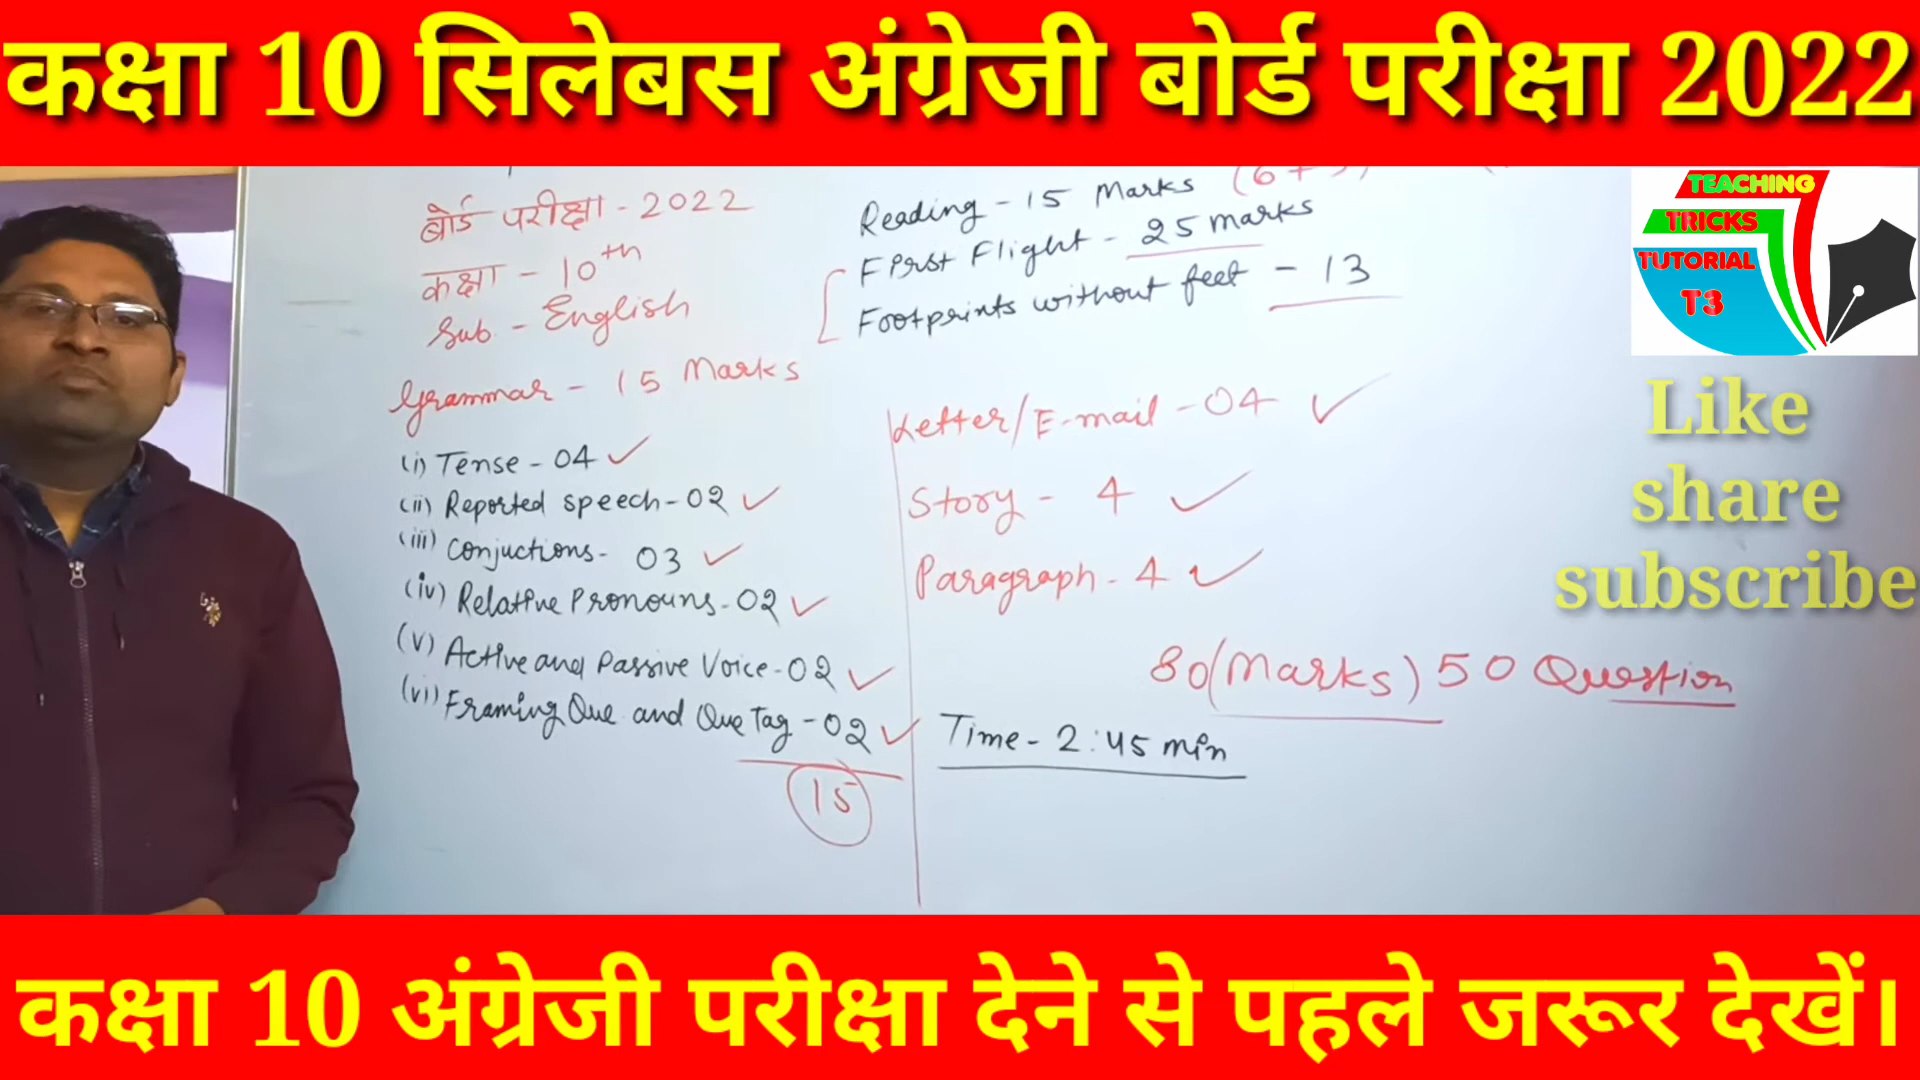 कक्षा 10 सिलेबस अंग्रेजी बोर्ड परीक्षा 2022
बोर्ड परीक्षा - 2022
कक्षा - 10th
Sub - English
Grammar - 15 Marks
(i) Tense - 04 ✓
(ii) Reported speech - 02 ✓
(iii) Conjuctions - 03 ✓
(iv) Relative Pronouns - 02 ✓
(v) Active and Passive Voice - 02 ✓
(vi) Framing Que and Que Tag - 02 ✓
15
Reading - 15 Marks
First Flight - 25 marks
Footprints without feet - 13
Letter/E-mail - 04 ✓
Story - 4 ✓
Paragraph - 4 ✓
80 (Marks) 50 Question
Time - 2:45 min
TEACHING
TRICKS
TUTORIAL
T3
Like
share
subscribe
कक्षा 10 अंग्रेजी परीक्षा देने से पहले जरूर देखें।